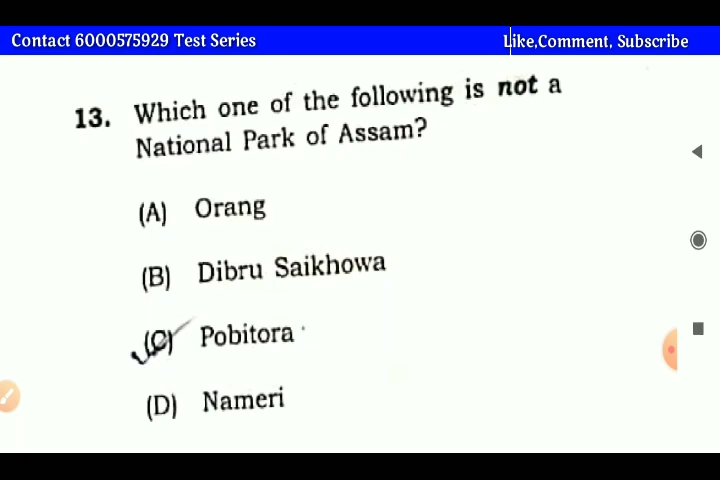 Contact 6000575929 Test Series
Like,Comment, Subscribe
13. Which one of the following is not a
National Park of Assam?
(A) Orang
(B) Dibru Saikhowa
(C) Pobitora
(D) Nameri